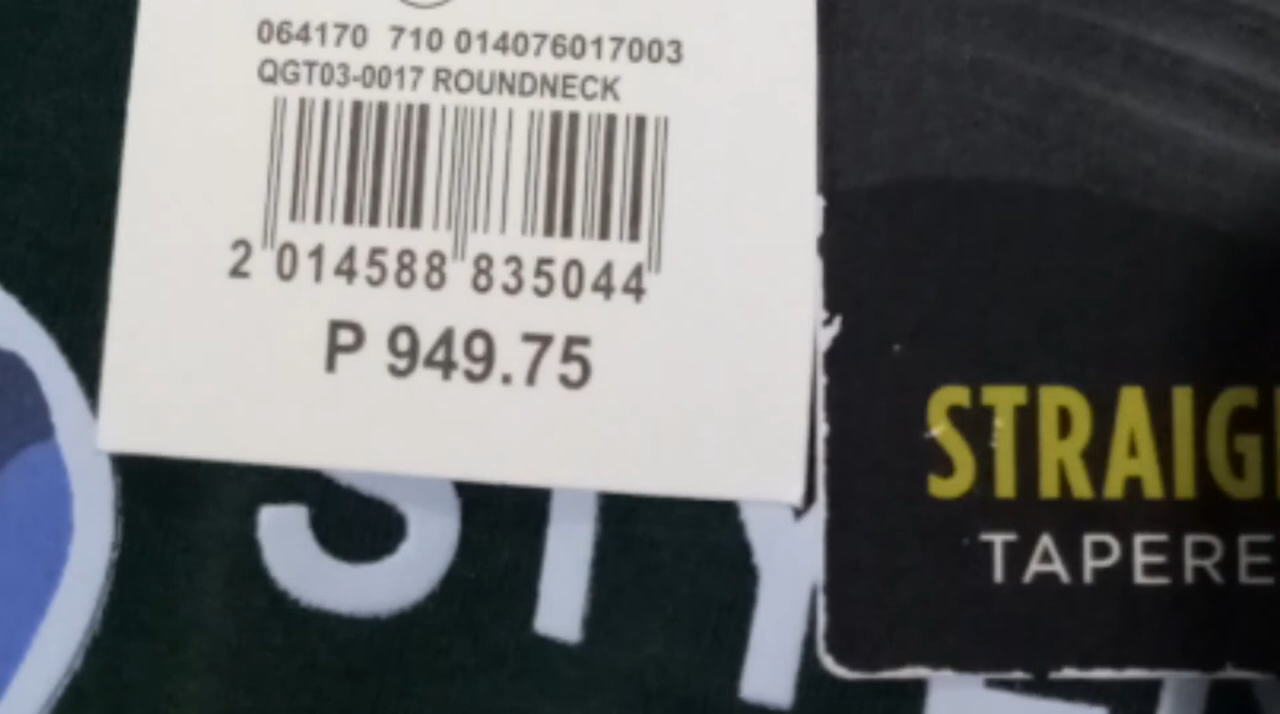 064170 710 014076017003
QGT03-0017 ROUNDNECK
2 014588 835044
P 949.75
STRAIG
TAPERE